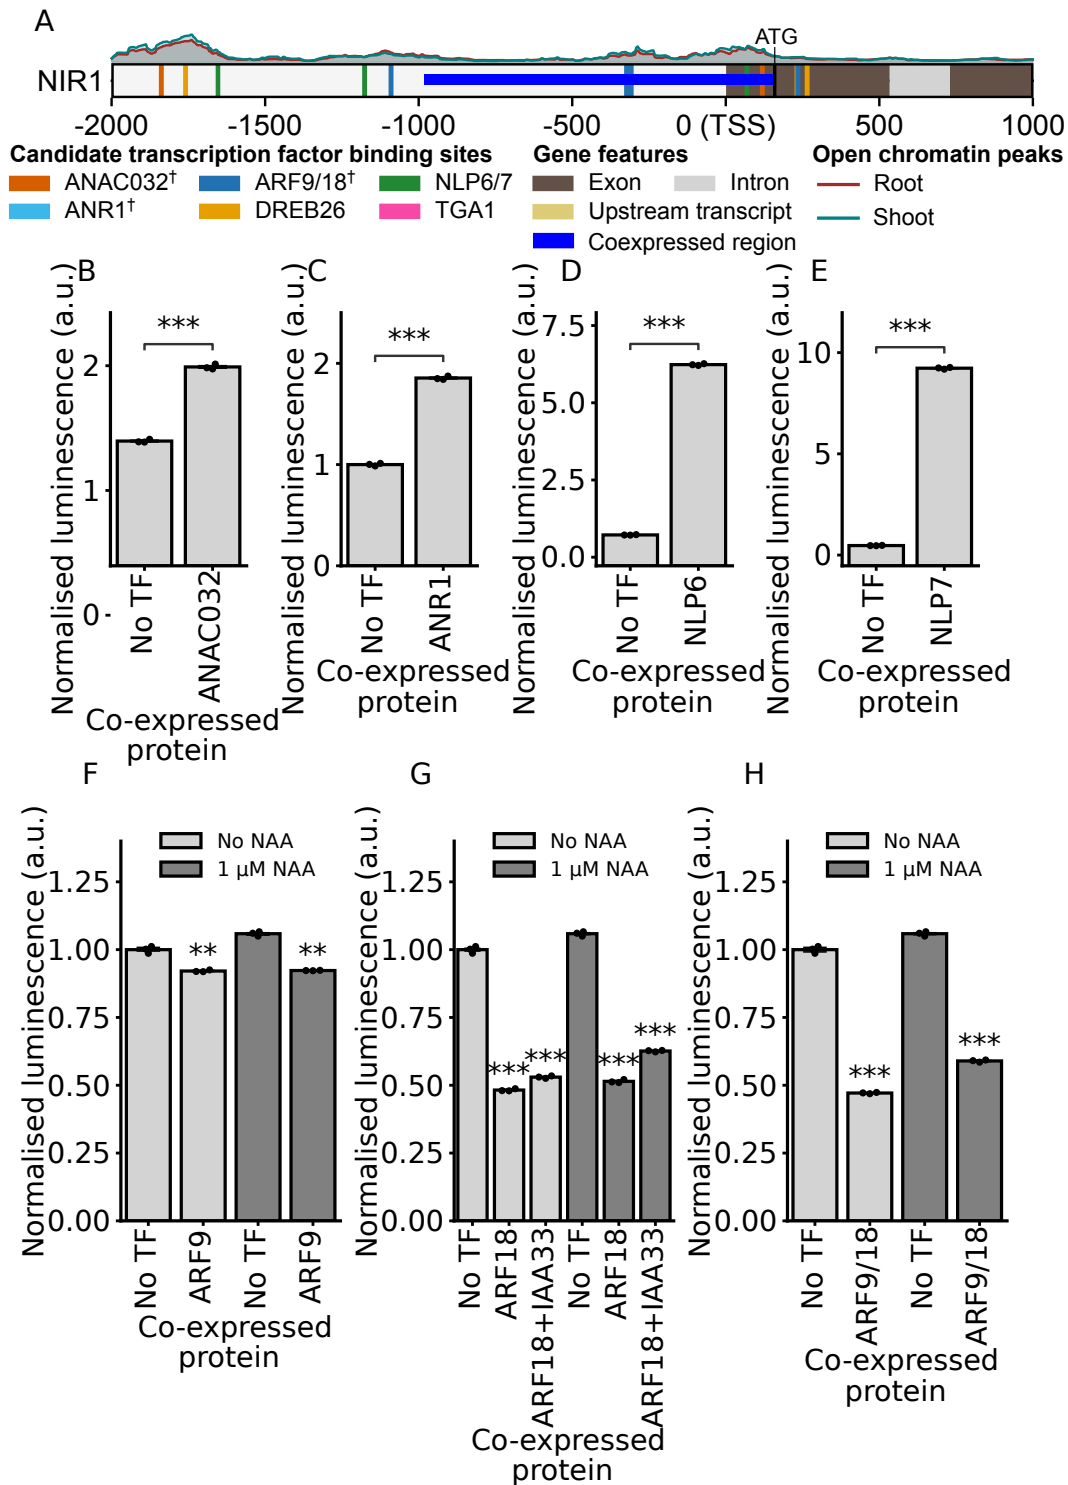 A
ATG
NIR1
-2000 -1500 -1000 -500 0 (TSS) 500 1000
Candidate transcription factor binding sites
ANAC032† ARF9/18† NLP6/7
ANR1† DREB26 TGA1
Gene features
Exon Intron
Upstream transcript
Coexpressed region
Open chromatin peaks
Root
Shoot
B
Normalised luminescence (a.u.)
2
1
0
***
No TF
ANAC032
Co-expressed
protein
C
Normalised luminescence (a.u.)
2
1
0
***
No TF
ANR1
Co-expressed
protein
D
Normalised luminescence (a.u.)
7.5
5.0
2.5
0.0
***
No TF
NLP6
Co-expressed
protein
E
Normalised luminescence (a.u.)
10
5
0
***
No TF
NLP7
Co-expressed
protein
F
Normalised luminescence (a.u.)
No NAA
1 µM NAA
1.25
1.00
0.75
0.50
0.25
0.00
** **
No TF
ARF9
No TF
ARF9
Co-expressed
protein
G
Normalised luminescence (a.u.)
No NAA
1 µM NAA
1.25
1.00
0.75
0.50
0.25
0.00
*** *** *** ***
No TF
ARF18
ARF18+IAA33
No TF
ARF18
ARF18+IAA33
Co-expressed
protein
H
Normalised luminescence (a.u.)
No NAA
1 µM NAA
1.25
1.00
0.75
0.50
0.25
0.00
*** ***
No TF
ARF9/18
No TF
ARF9/18
Co-expressed
protein